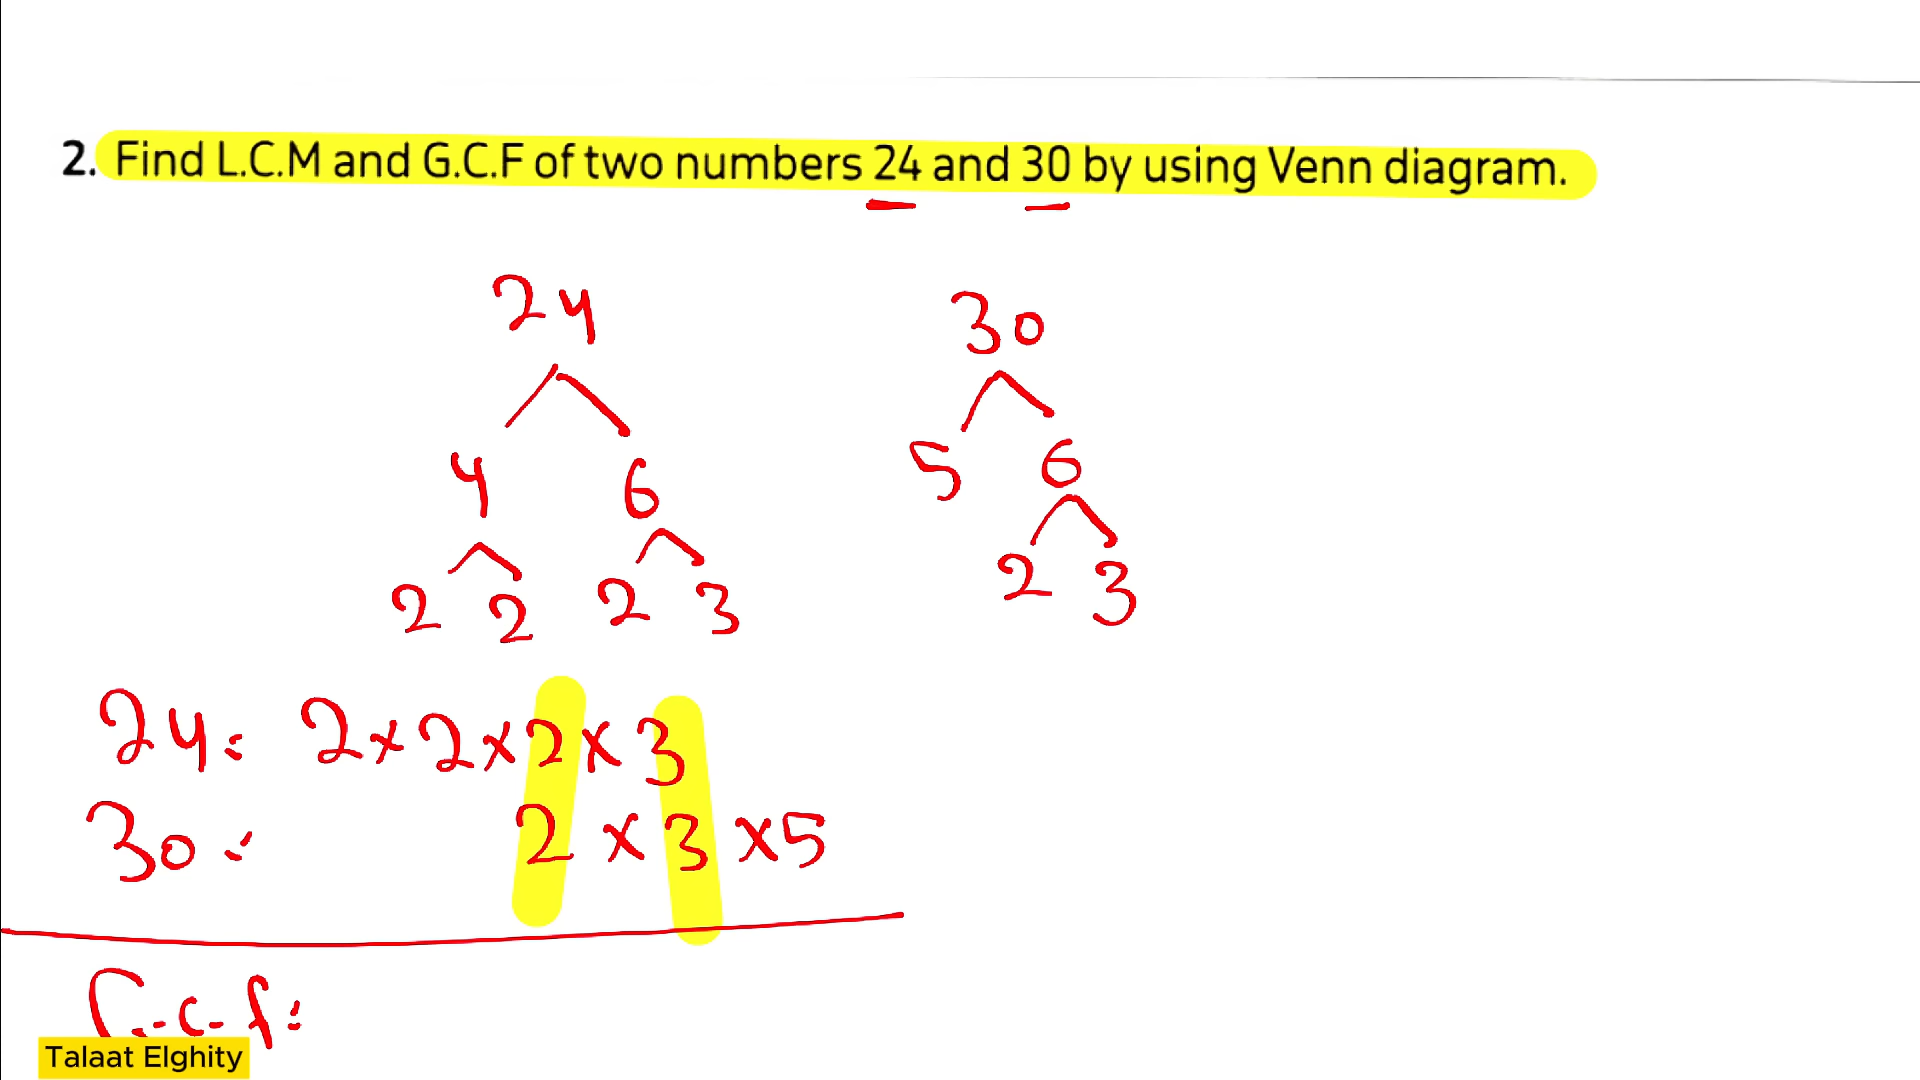 2. Find L.C.M and G.C.F of two numbers 24 and 30 by using Venn diagram.
24 30
4 6 5 6
2 2 2 3 2 3
24= 2×2×2×3
30= 2×3×5
G.C.F=
Talaat Elghity